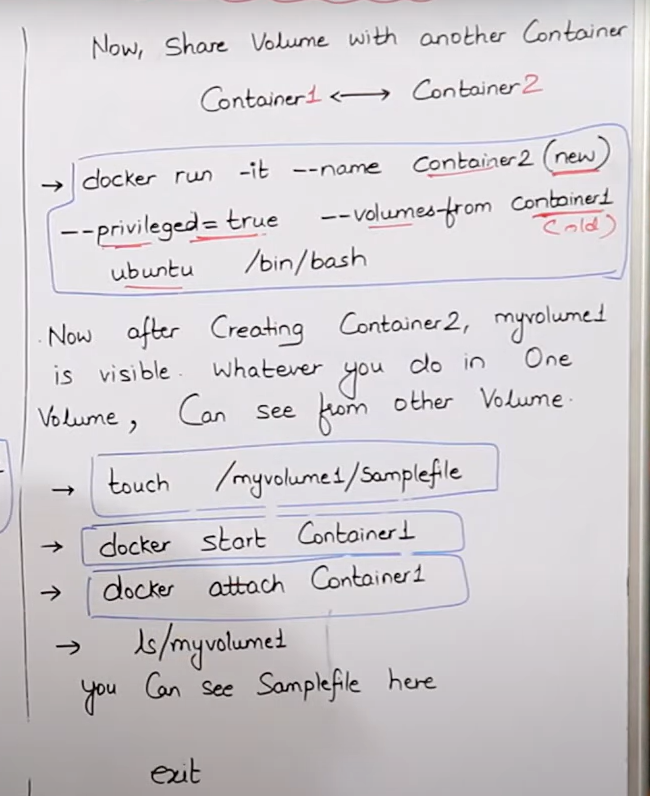 Now, Share Volume with another Container
Container1 <--> Container2
→ docker run -it --name Container2 (new)
--privileged = true --volumes-from Container1
(old)
ubuntu /bin/bash
Now after Creating Container2, myvolume1
is visible. Whatever you do in One
Volume, Can see from other Volume.
→ touch /myvolume1/Samplefile
→ docker start Container1
→ docker attach Container1
→ ls/myvolume1
you Can see Samplefile here
exit